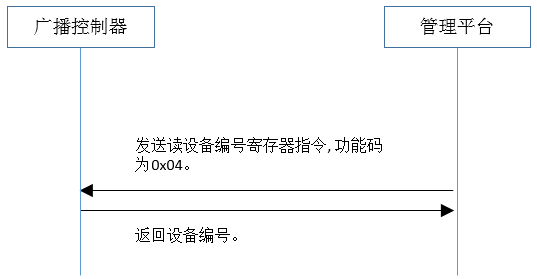 广播控制器
管理平台
发送读设备编号寄存器指令,功能码
为0x04。
返回设备编号。